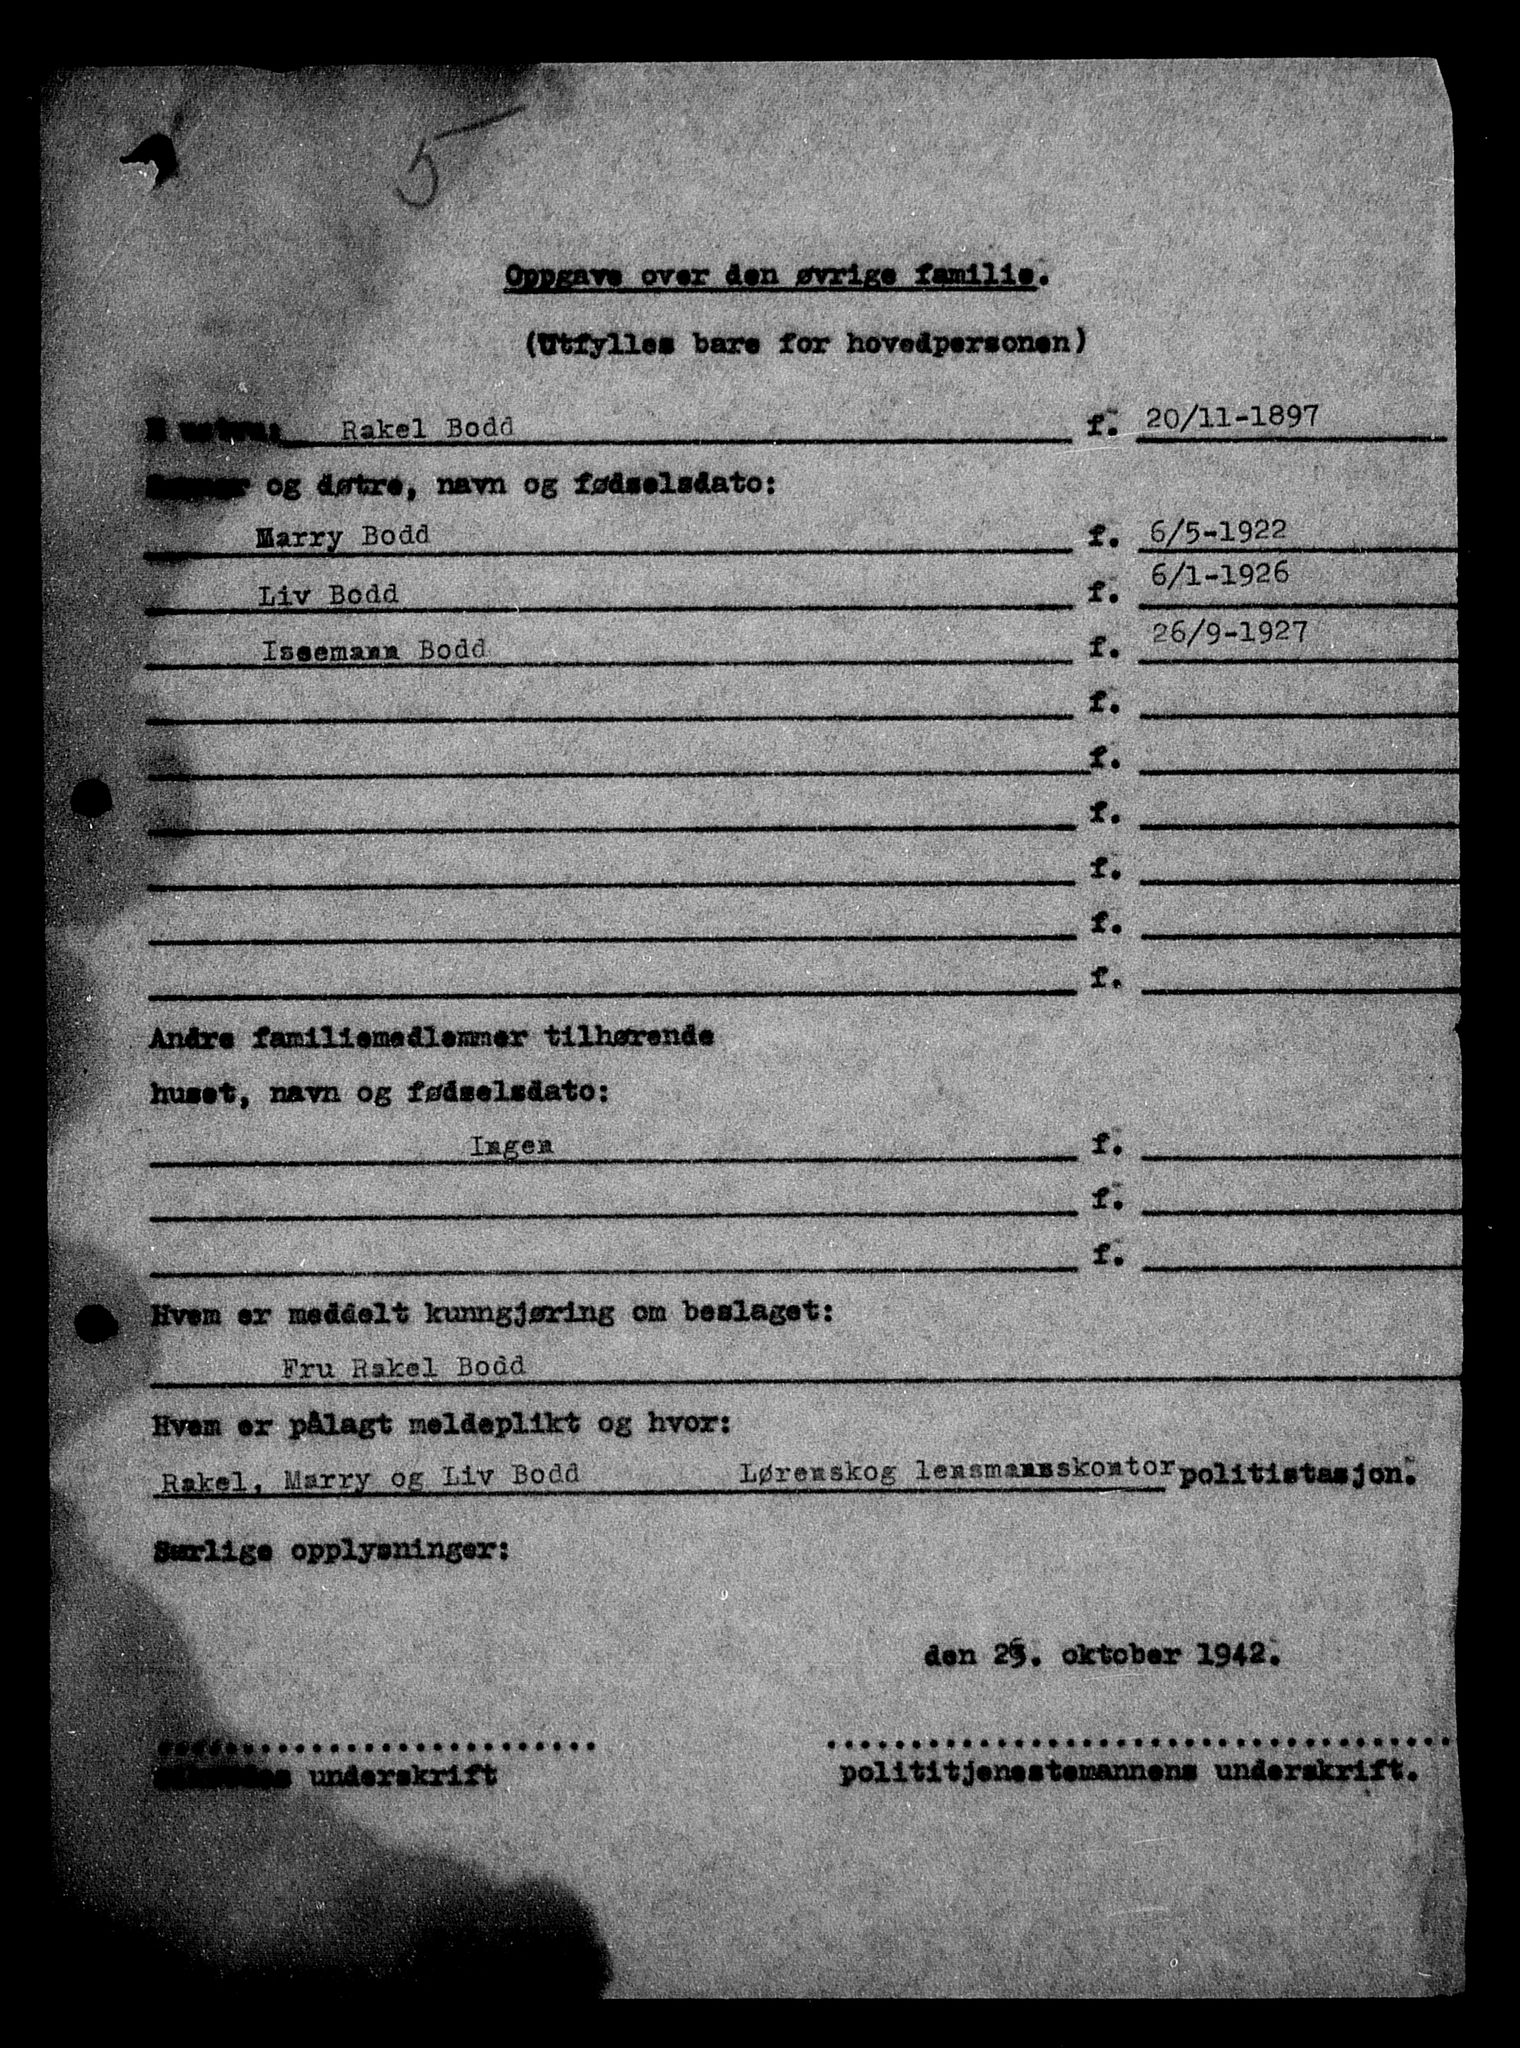 5
Oppgave over den øvrige familie.
(Utfylles bare for hovedpersonen)
Rakel Bodd f. 20/11-1897
og døtre, navn og fødselsdato:
Marry Bodd f. 6/5-1922
Liv Bodd f. 6/1-1926
Issemann Bodd f. 26/9-1927
f.
f.
f.
f.
f.
f.
Andre familiemedlemmer tilhørende
huset, navn og fødselsdato:
Ingen f.
f.
f.
Hvem er meddelt kunngjøring om beslaget:
Fru Rakel Bodd
Hvem er pålagt meldeplikt og hvor:
Rakel, Marry og Liv Bodd Lørenskog lensmannskontor politistasjon.
Særlige opplysninger:
den oktober 1942.
underskrift polititjenestemannens underskrift.